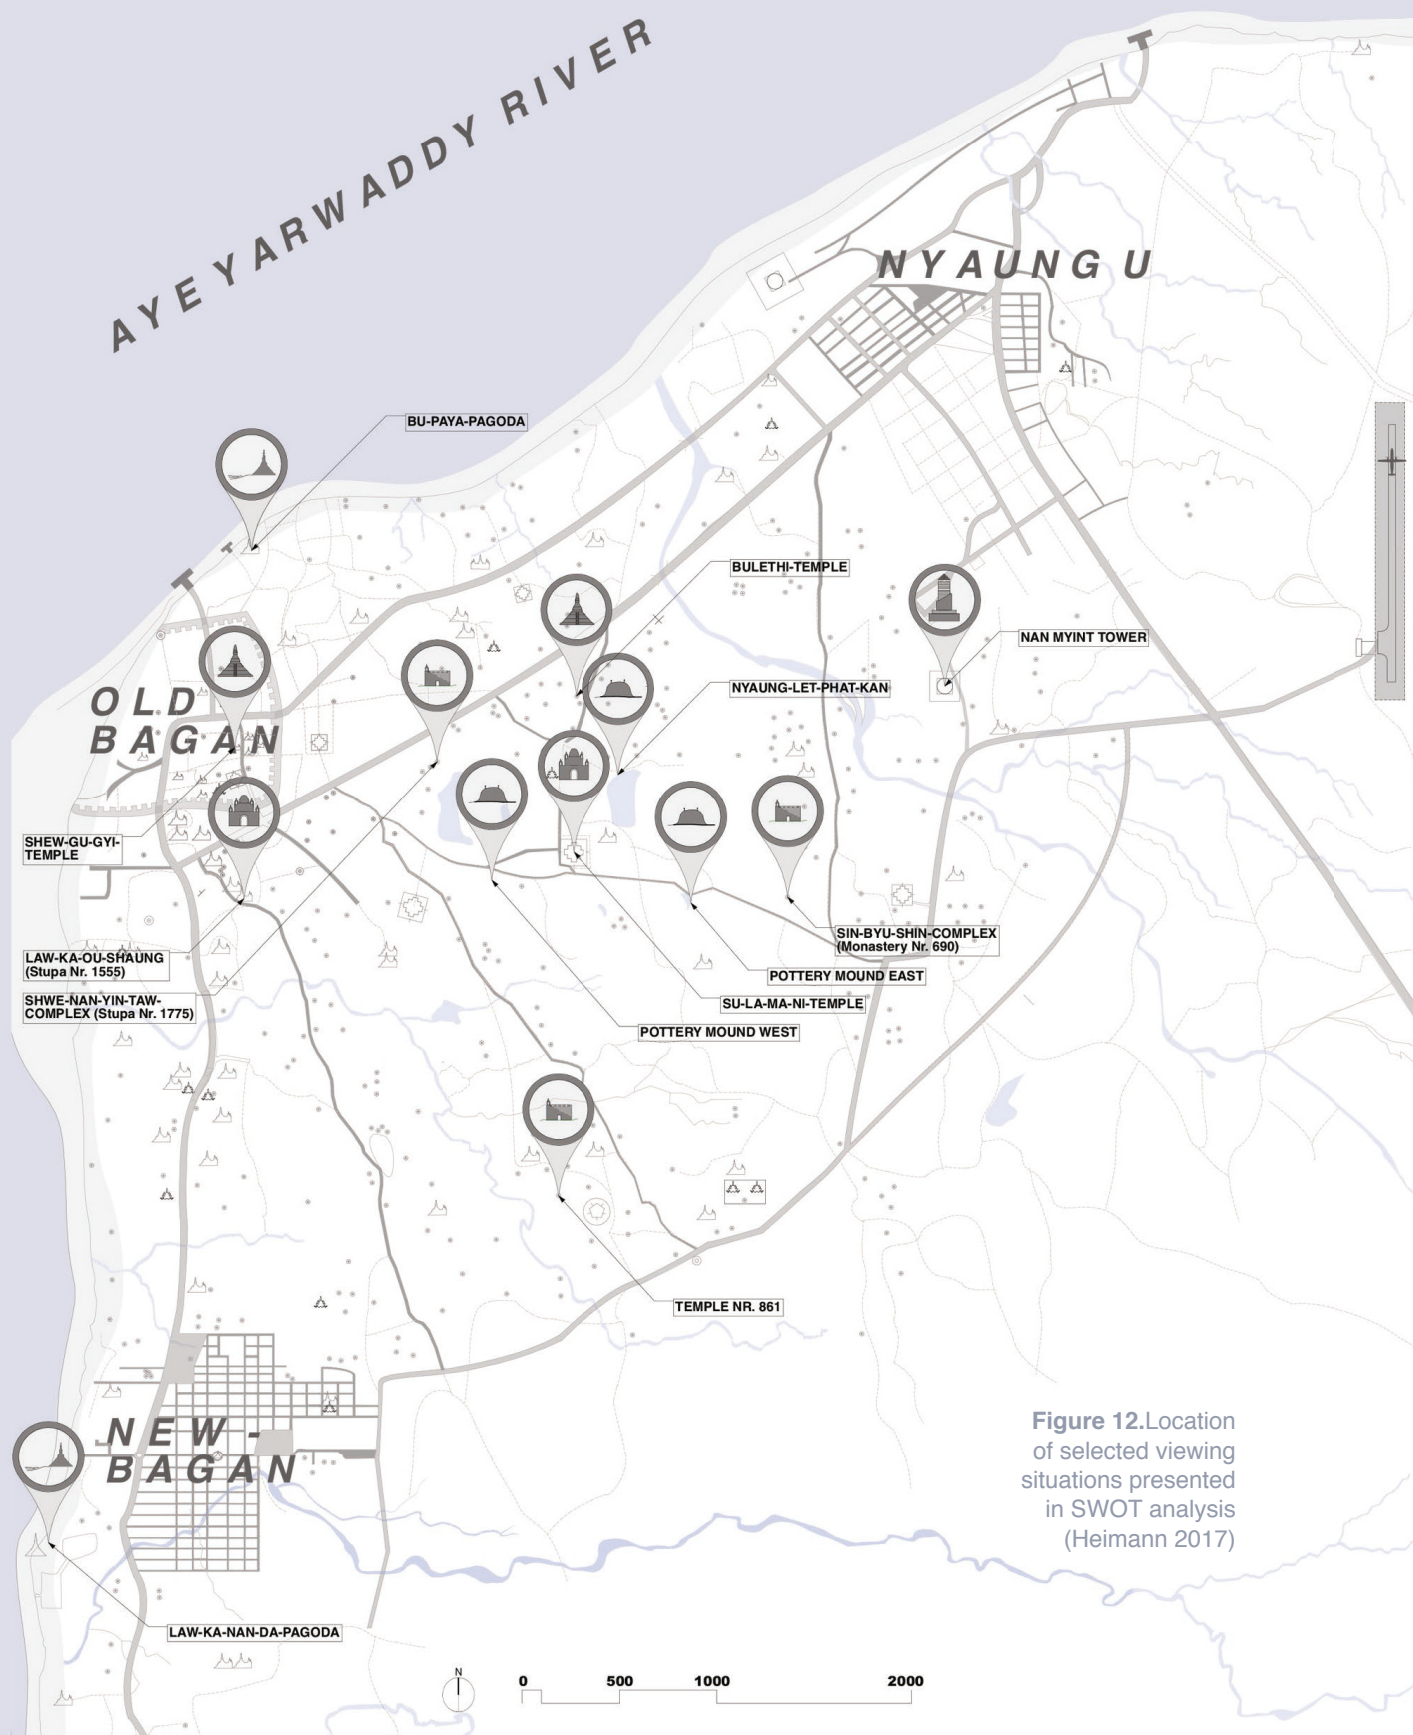 AYEYARWADDY RIVER
NYAUNG U
BU-PAYA-PAGODA
BULETHI-TEMPLE
NAN MYINT TOWER
NYAUNG-LET-PHAT-KAN
OLD
BAGAN
SHEW-GU-GYI-
TEMPLE
SIN-BYU-SHIN-COMPLEX
(Monastery Nr. 690)
LAW-KA-OU-SHAUNG
(Stupa Nr. 1555)
POTTERY MOUND EAST
SHWE-NAN-YIN-TAW-
COMPLEX (Stupa Nr. 1775)
SU-LA-MA-NI-TEMPLE
POTTERY MOUND WEST
TEMPLE NR. 861
NEW-
BAGAN
Figure 12.Location
of selected viewing
situations presented
in SWOT analysis
(Heimann 2017)
LAW-KA-NAN-DA-PAGODA
N
0 500 1000 2000